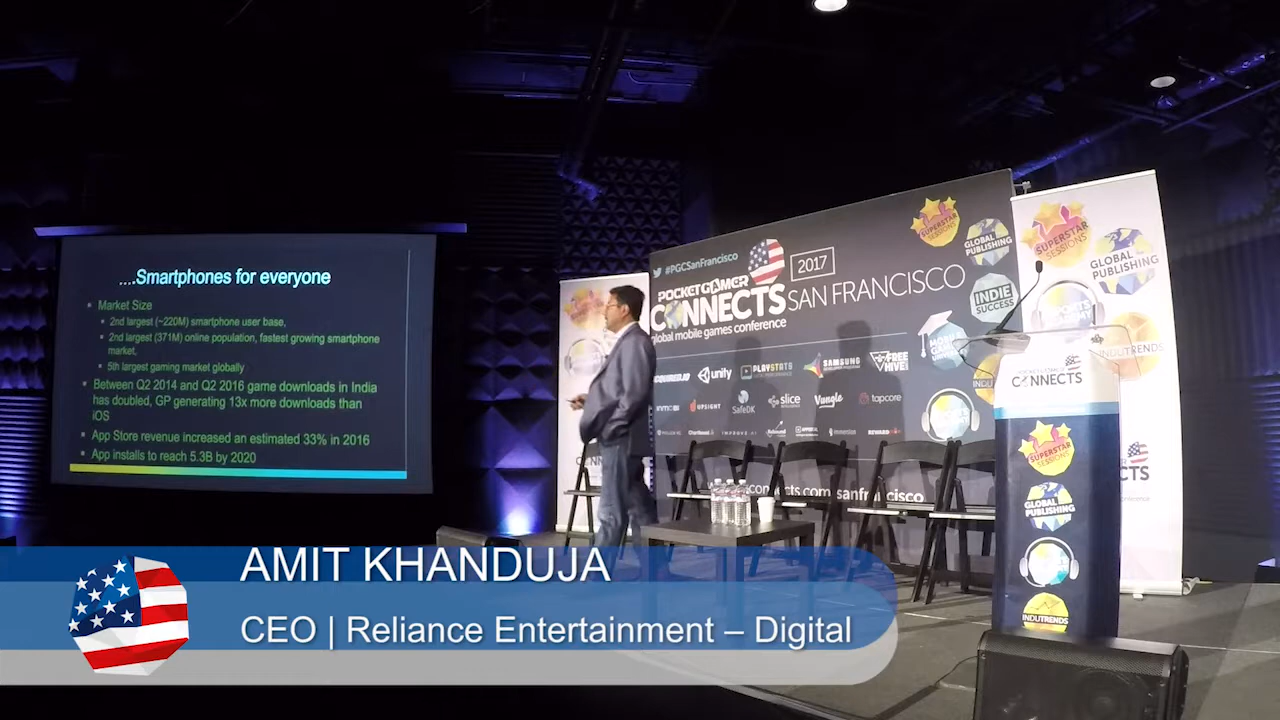 ....Smartphones for everyone
Market Size
2nd largest (~220M) smartphone user base,
2nd largest (371M) online population, fastest growing smartphone
market,
5th largest gaming market globally
Between Q2 2014 and Q2 2016 game downloads in India
has doubled, GP generating 13x more downloads than
iOS
App Store revenue increased an estimated 33% in 2016
App installs to reach 5.3B by 2020
#PGCSanFrancisco
POCKET GAMER
CONNECTS
2017
SAN FRANCISCO
global mobile games conference
SUPERSTAR
SESSIONS
GLOBAL
PUBLISHING
INDIE
SUCCESS
unity
PLAYSTATS
SAMSUNG
FREE
HIVE
UPSIGHT
SafeDK
slice
Vungle
tapcore
SUPERSTAR
SESSIONS
GLOBAL
PUBLISHING
INDUTRENDS
POCKET GAMER
CONNECTS
SUPERSTAR
SESSIONS
GLOBAL
PUBLISHING
INDUTRENDS
AMIT KHANDUJA
CEO | Reliance Entertainment – Digital